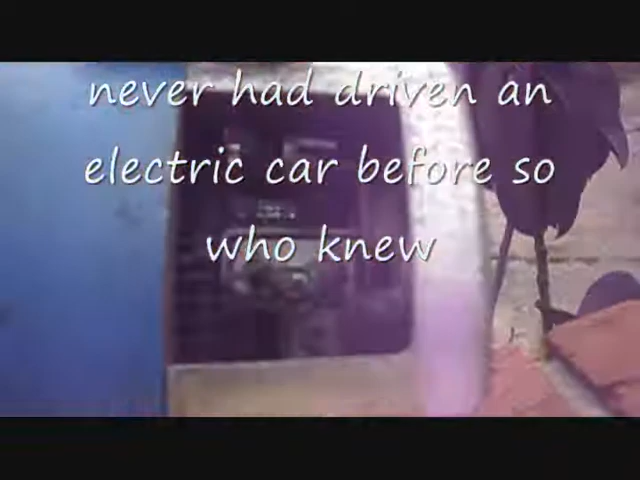 never had driven an
electric car before so
who knew